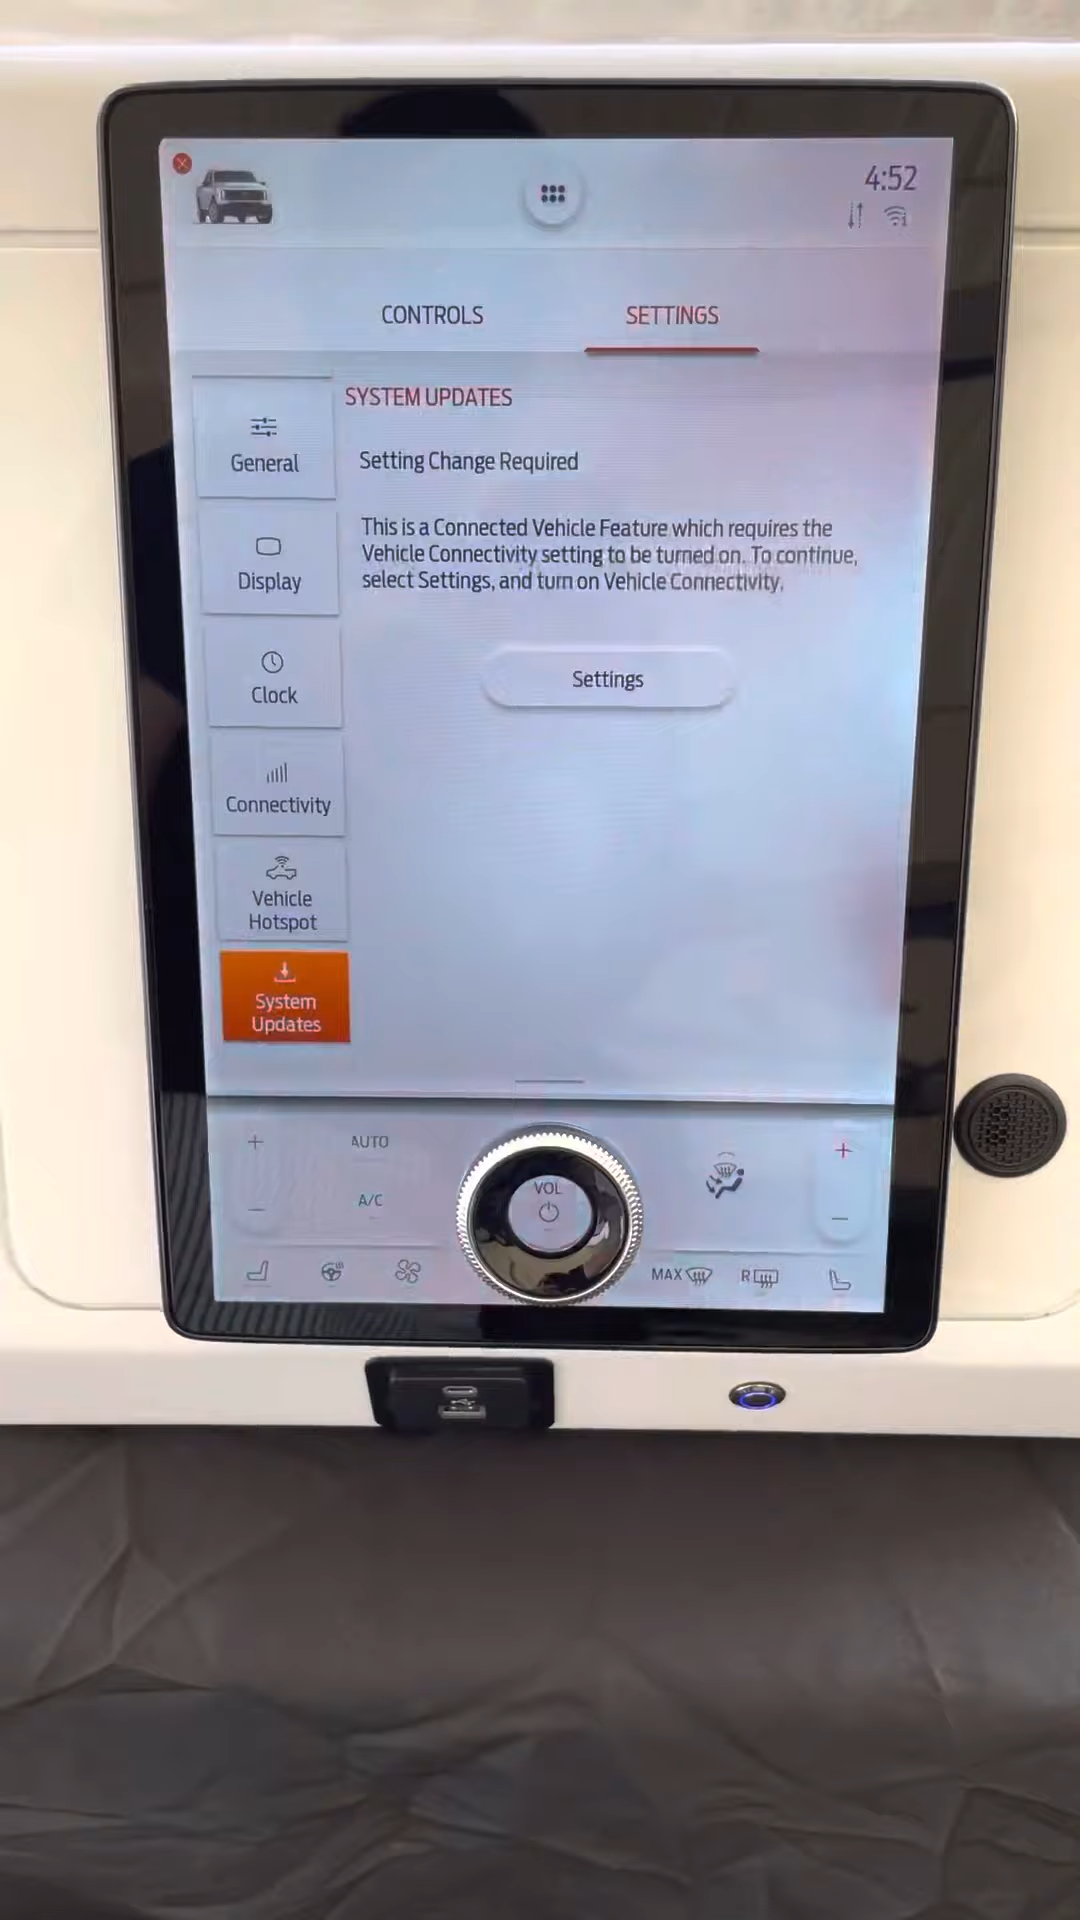 4:52
CONTROLS
SETTINGS
SYSTEM UPDATES
General
Setting Change Required
This is a Connected Vehicle Feature which requires the
Vehicle Connectivity setting to be turned on. To continue,
select Settings, and turn on Vehicle Connectivity.
Display
Settings
Clock
Connectivity
Vehicle
Hotspot
System
Updates
+
AUTO
+
A/C
VOL
−
−
MAX
R